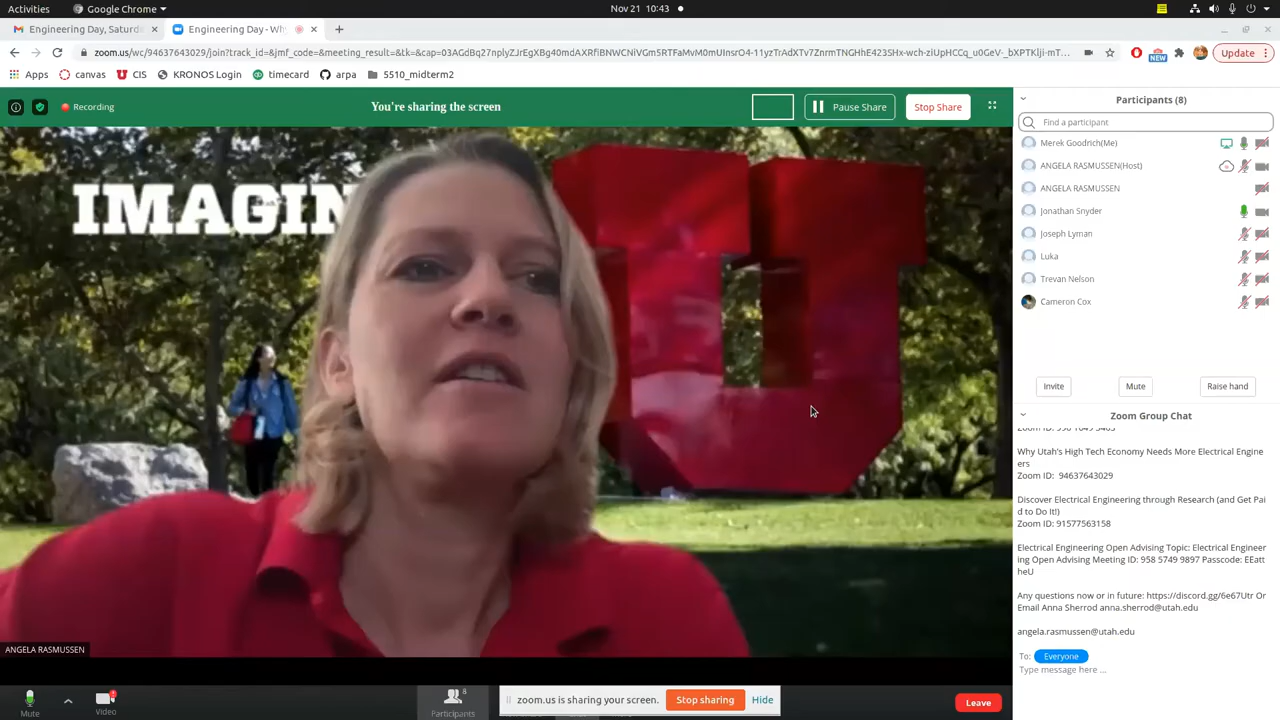 Activities
Google Chrome
Nov 21 10:43
Engineering Day, Saturd
Engineering Day - Wh
Apps
canvas
CIS
KRONOS Login
timecard
arpa
5510_midterm2
NEW
Update
Recording
You're sharing the screen
Pause Share
Stop Share
IMAGIN
U
ANGELA RASMUSSEN
Participants (8)
Find a participant
Merek Goodrich(Me)
ANGELA RASMUSSEN(Host)
ANGELA RASMUSSEN
Jonathan Snyder
Joseph Lyman
Luka
Trevan Nelson
Cameron Cox
Invite
Mute
Raise hand
Zoom Group Chat
Why Utah's High Tech Economy Needs More Electrical Engine
ers
Zoom ID: 94637643029
Discover Electrical Engineering through Research (and Get Pai
d to Do It!)
Zoom ID: 91577563158
Electrical Engineering Open Advising Topic: Electrical Engineer
ing Open Advising Meeting ID: 958 5749 9897 Passcode: EEatt
heU
Any questions now or in future: https://discord.gg/6e67Utr Or
Email Anna Sherrod anna.sherrod@utah.edu
angela.rasmussen@utah.edu
To: Everyone
Type message here ...
Mute
Video
8
Participants
zoom.us is sharing your screen.
Stop sharing
Hide
Leave